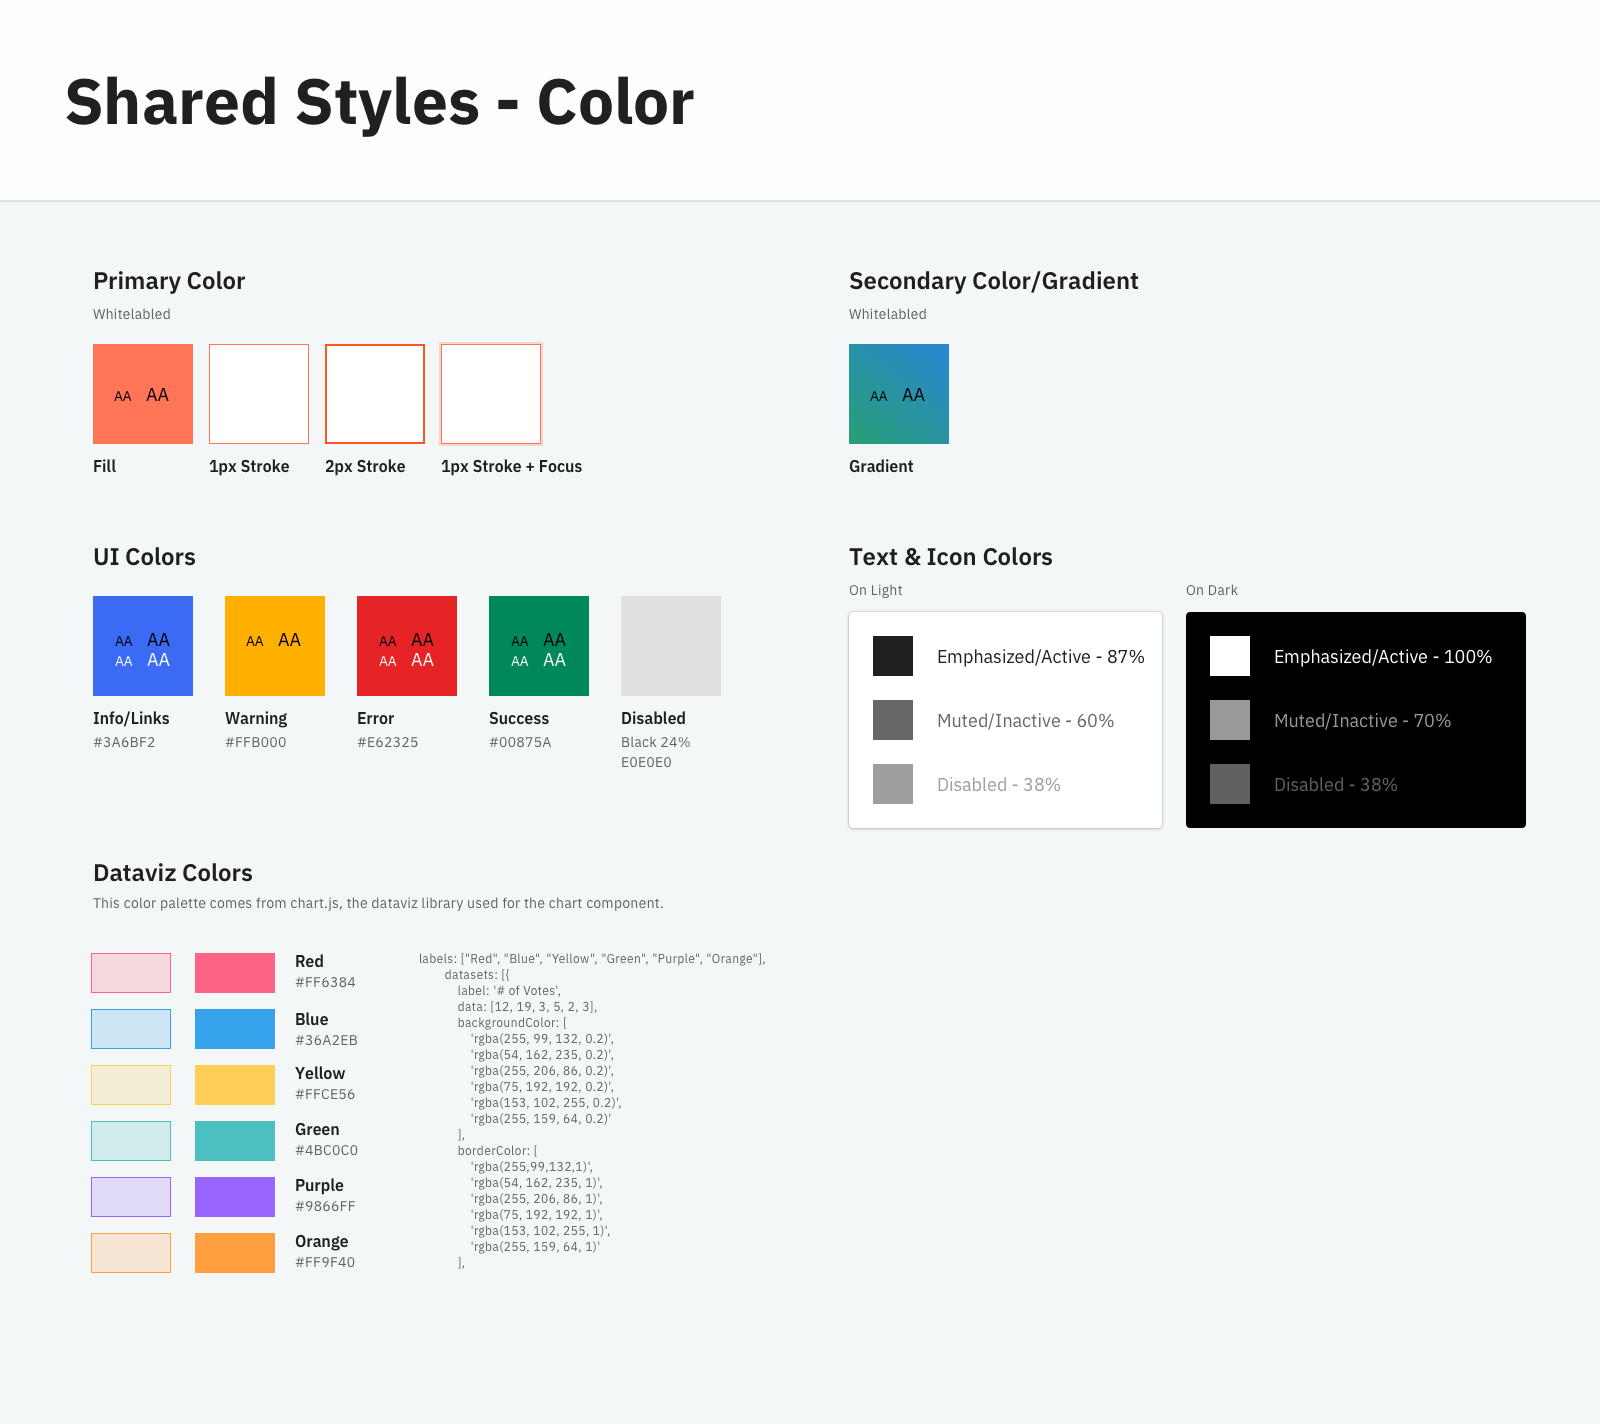 Shared Styles - Color
Primary Color
Whitelabled
AA AA
Fill
1px Stroke
2px Stroke
1px Stroke + Focus
Secondary Color/Gradient
Whitelabled
AA AA
Gradient
UI Colors
AA AA
AA AA
Info/Links
#3A6BF2
AA AA
Warning
#FFB000
AA AA
AA AA
Error
#E62325
AA AA
AA AA
Success
#00875A
Disabled
Black 24%
E0E0E0
Text & Icon Colors
On Light
Emphasized/Active - 87%
Muted/Inactive - 60%
Disabled - 38%
On Dark
Emphasized/Active - 100%
Muted/Inactive - 70%
Disabled - 38%
Dataviz Colors
This color palette comes from chart.js, the dataviz library used for the chart component.
Red
#FF6384
Blue
#36A2EB
Yellow
#FFCE56
Green
#4BC0C0
Purple
#9866FF
Orange
#FF9F40
labels: ["Red", "Blue", "Yellow", "Green", "Purple", "Orange"],
datasets: [{
label: '# of Votes',
data: [12, 19, 3, 5, 2, 3],
backgroundColor: [
'rgba(255, 99, 132, 0.2)',
'rgba(54, 162, 235, 0.2)',
'rgba(255, 206, 86, 0.2)',
'rgba(75, 192, 192, 0.2)',
'rgba(153, 102, 255, 0.2)',
'rgba(255, 159, 64, 0.2)'
],
borderColor: [
'rgba(255,99,132,1)',
'rgba(54, 162, 235, 1)',
'rgba(255, 206, 86, 1)',
'rgba(75, 192, 192, 1)',
'rgba(153, 102, 255, 1)',
'rgba(255, 159, 64, 1)'
],